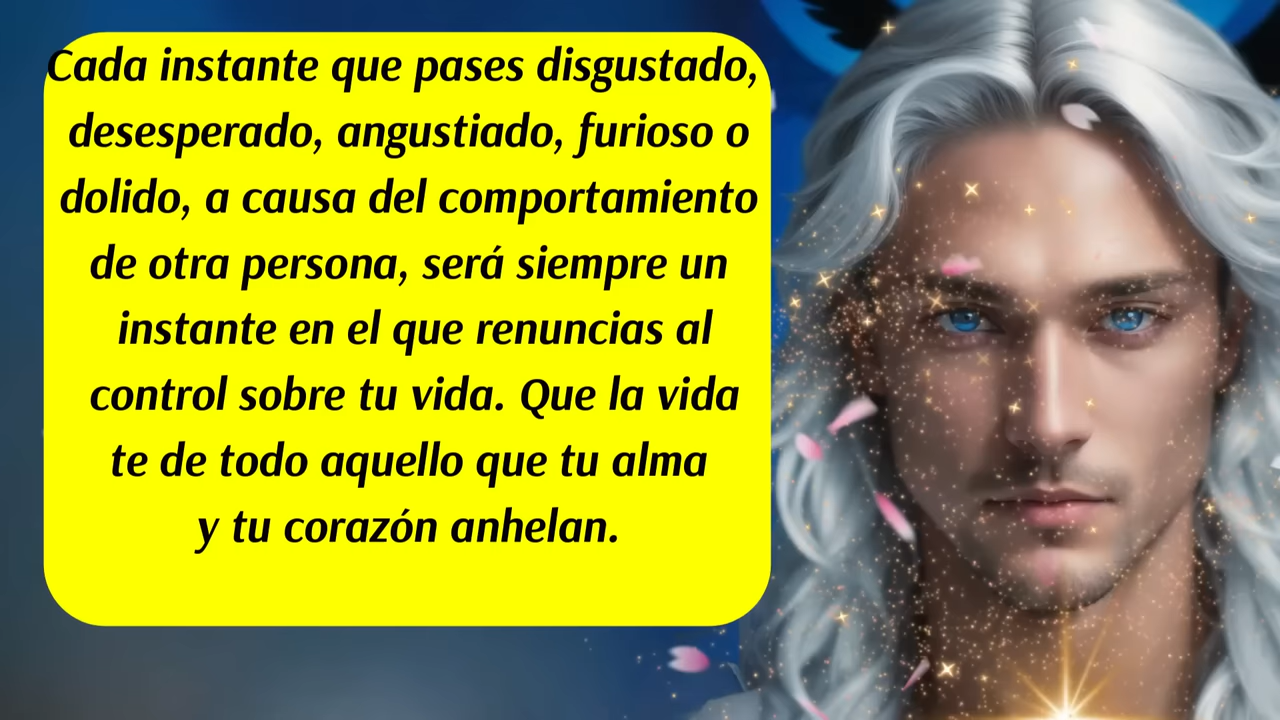 Cada instante que pases disgustado,
desesperado, angustiado, furioso o
dolido, a causa del comportamiento
de otra persona, será siempre un
instante en el que renuncias al
control sobre tu vida. Que la vida
te de todo aquello que tu alma
y tu corazón anhelan.